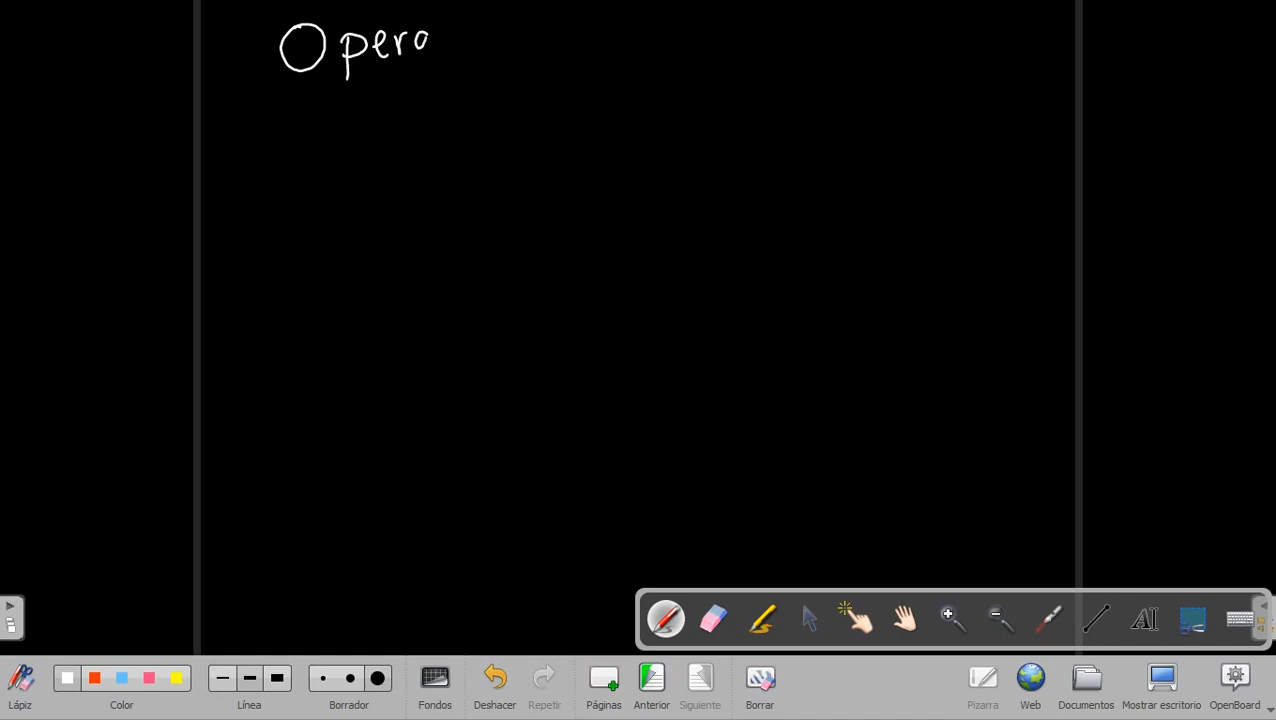 Opero
Lápiz
Color
Línea
Borrador
Fondos
Deshacer
Repetir
Páginas
Anterior
Siguiente
Borrar
Pizarra
Web
Documentos
Mostrar escritorio
OpenBoard